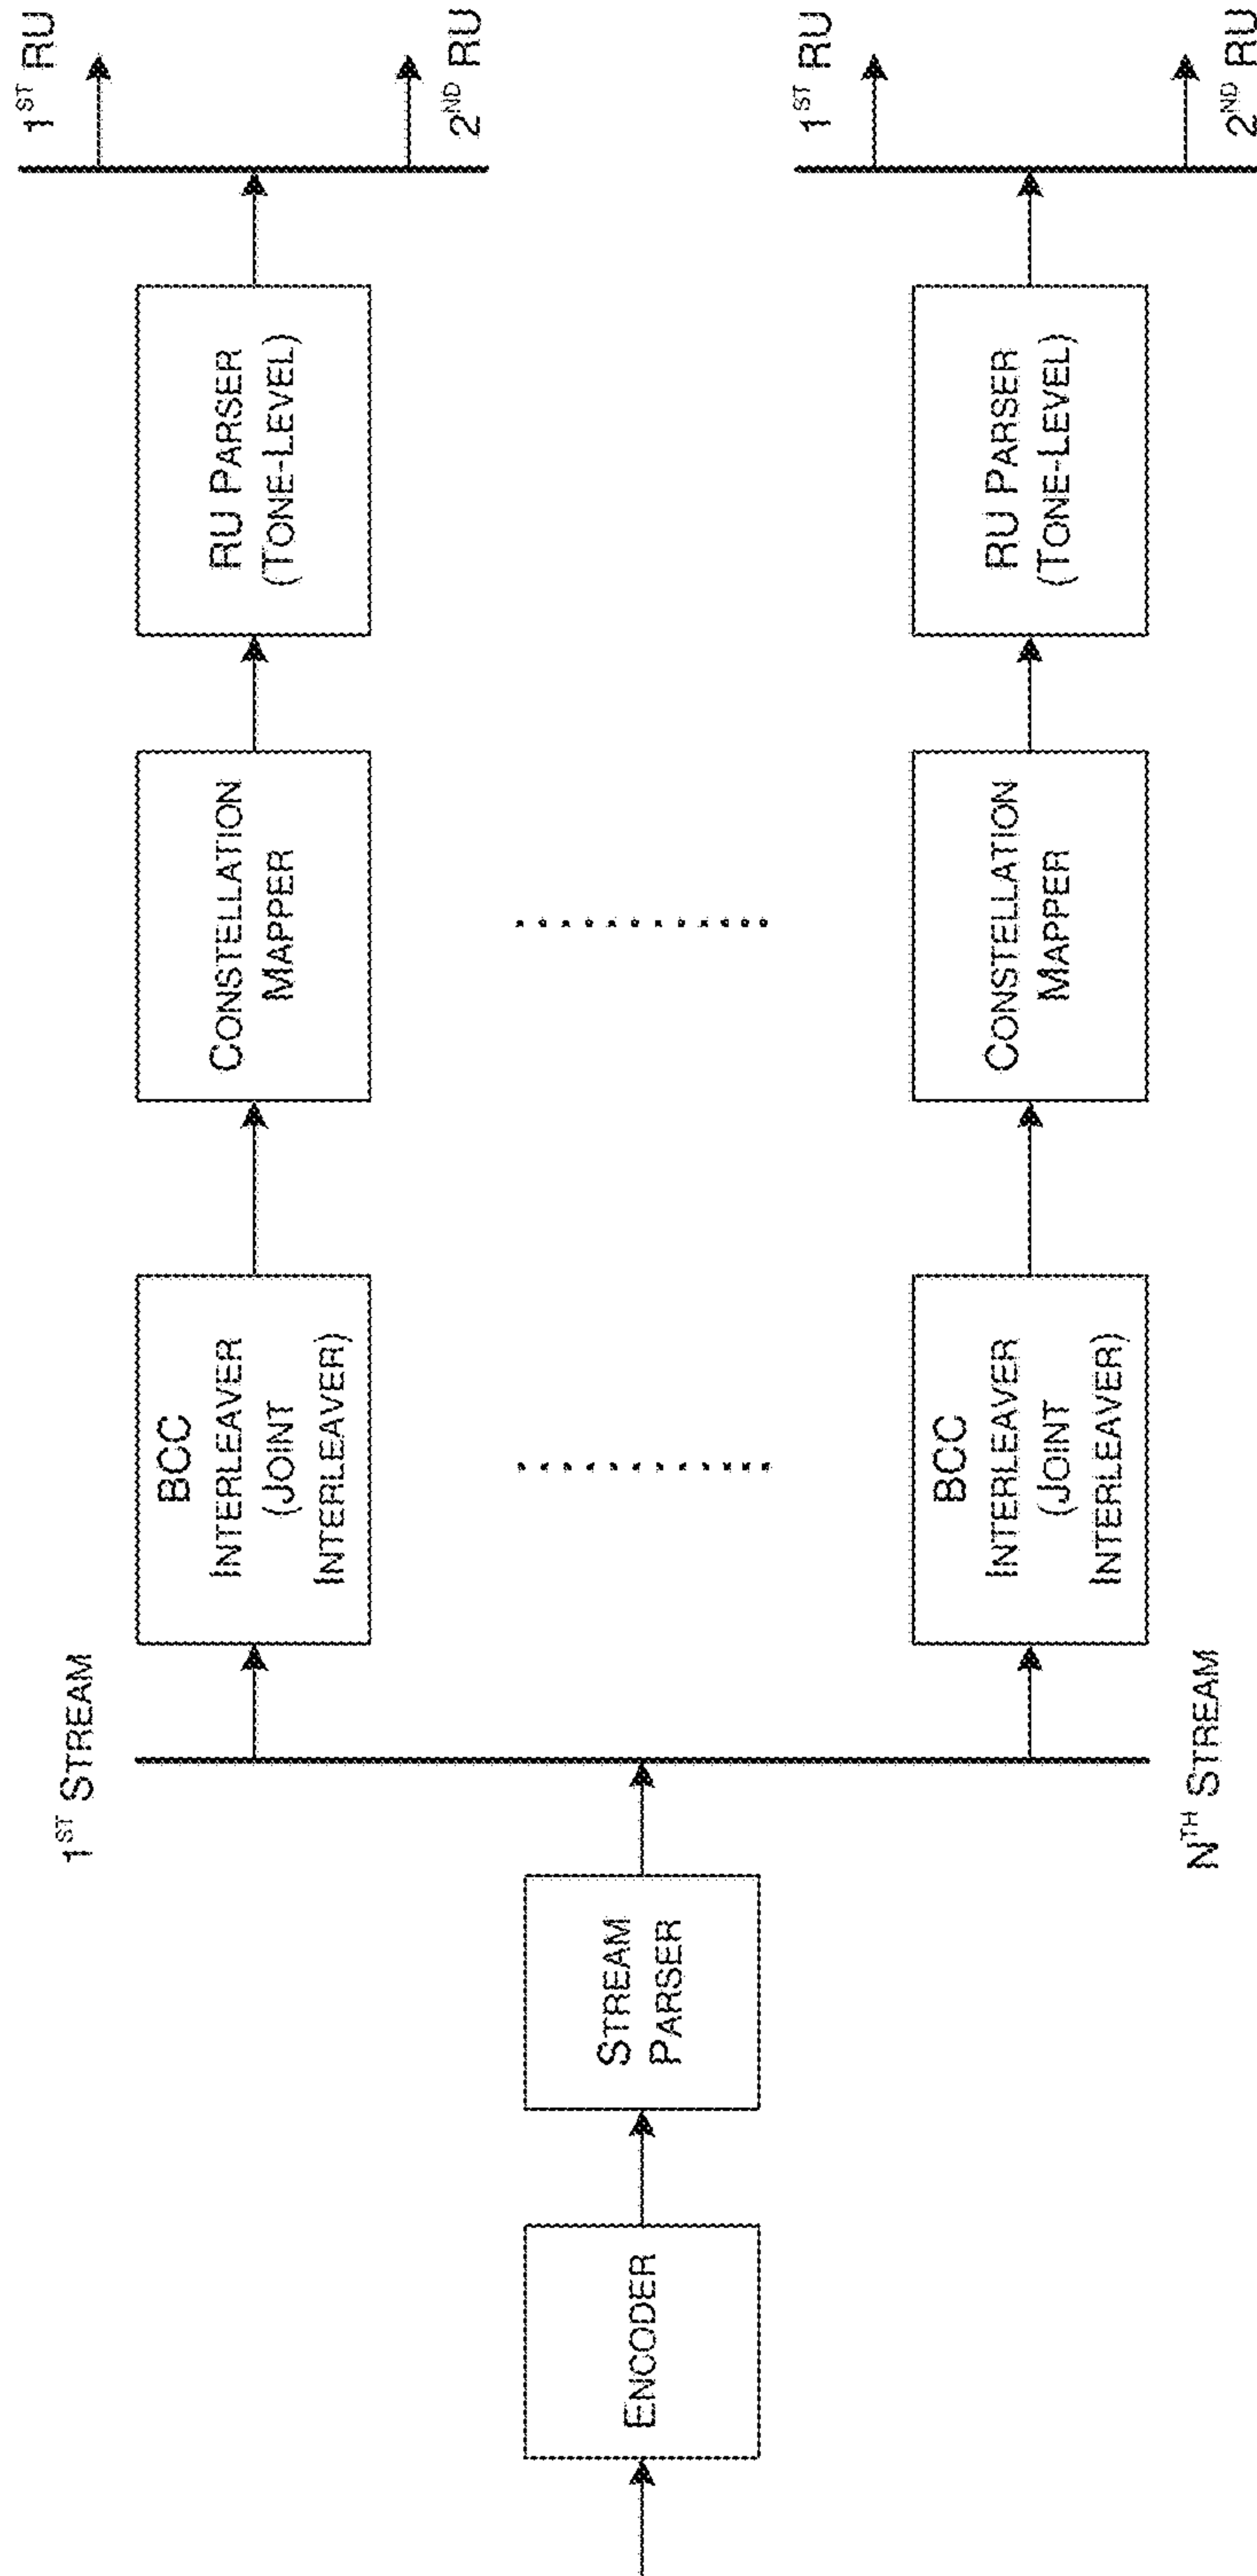 ENCODER
STREAM
PARSER
1ST STREAM
BCC
INTERLEAVER
(JOINT
INTERLEAVER)
CONSTELLATION
MAPPER
RU PARSER
(TONE-LEVEL)
1ST RU
2ND RU
NTH STREAM
BCC
INTERLEAVER
(JOINT
INTERLEAVER)
CONSTELLATION
MAPPER
RU PARSER
(TONE-LEVEL)
1ST RU
2ND RU